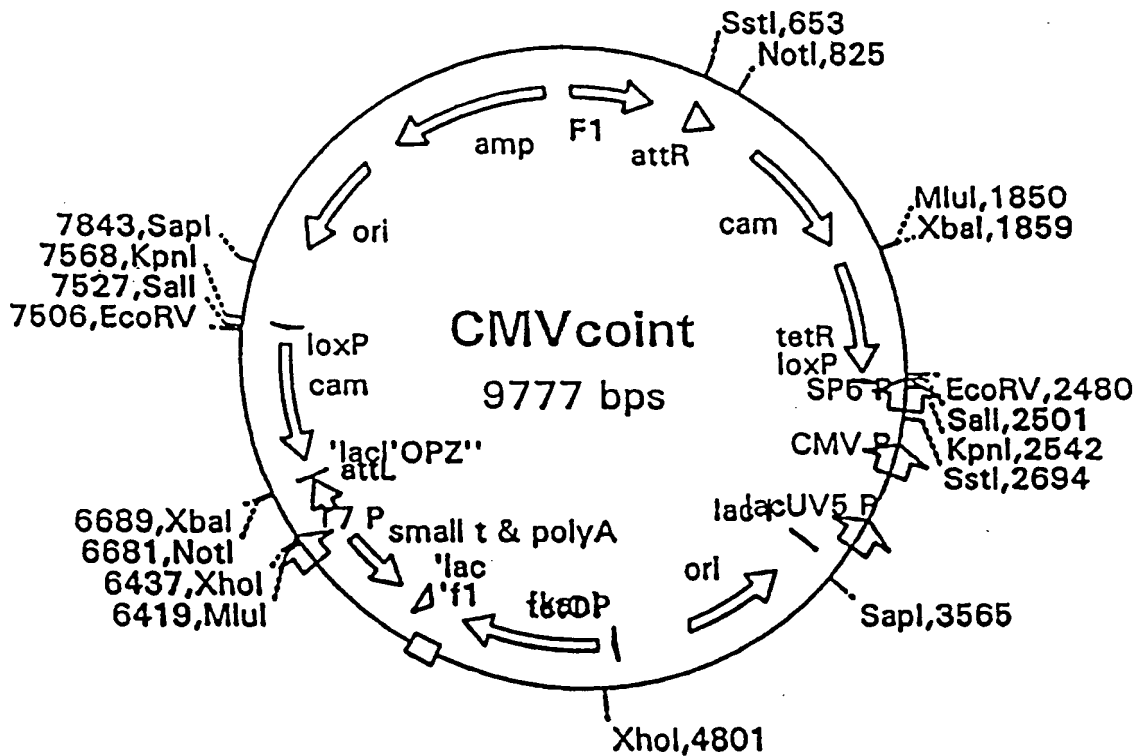 SstI,653
NotI,825
F1
amp
attR
cam
ori
MluI,1850
XbaI,1859
7843,SapI
7568,KpnI
7527,SalI
7506,EcoRV
CMVcoint
9777 bps
loxP
cam
tetR
loxP
SP6 P
EcoRV,2480
SalI,2501
KpnI,2542
SstI,2694
CMV P
'lacI'OPZ''
attL
lacUV5 P
6689,XbaI
6681,NotI
6437,XhoI
6419,MluI
T7 P
small t & polyA
'lac
'f1
ori
SapI,3565
XhoI,4801